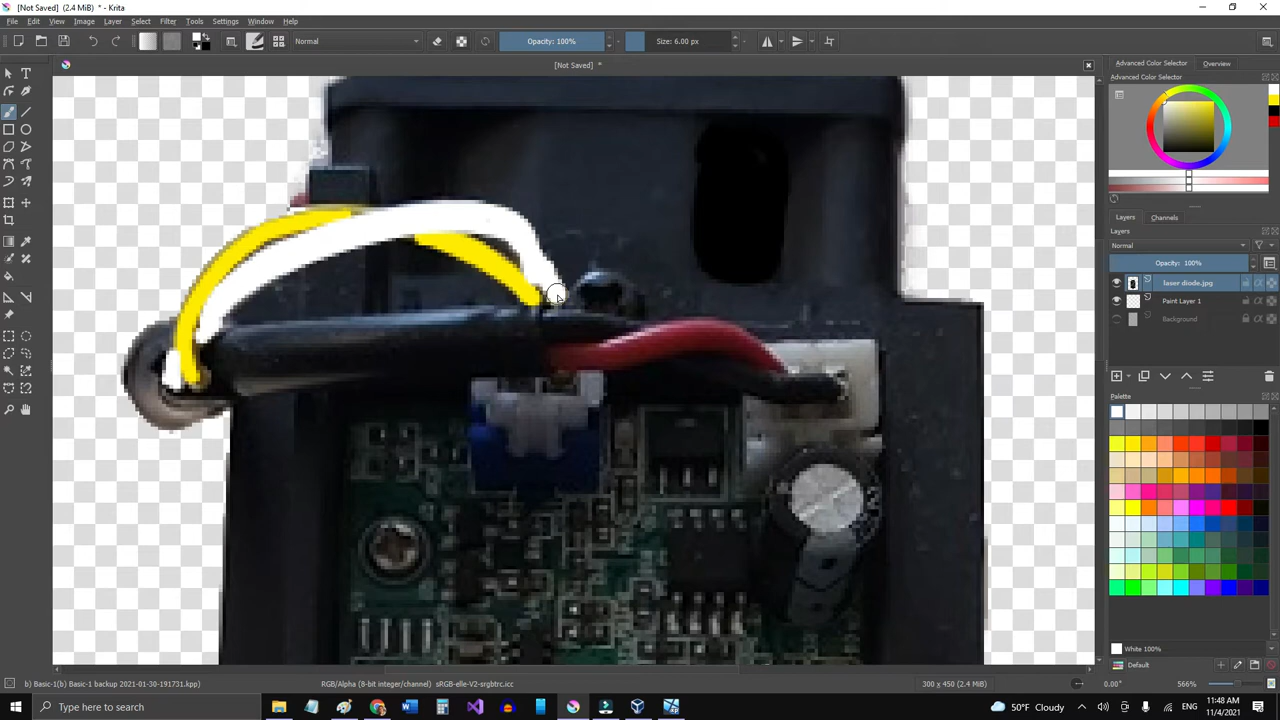 [Not Saved] (2.4 MiB) * - Krita
File Edit View Image Layer Select Filter Tools Settings Window Help
Normal
Opacity: 100%
Size: 6.00 px
[Not Saved] *
Advanced Color Selector Overview
Advanced Color Selector
Layers Channels
Layers
Normal
Opacity: 100%
laser diode.jpg
Paint Layer 1
Background
Palette
White 100%
Default
b) Basic-1(b) Basic-1 backup 2021-01-30-191731.kpp)
RGB/Alpha (8-bit integer/channel) sRGB-elle-V2-srgbtrc.icc
300 x 450 (2.4 MiB)
0.00°
566%
Type here to search
50°F Cloudy
11:48 AM
11/4/2021